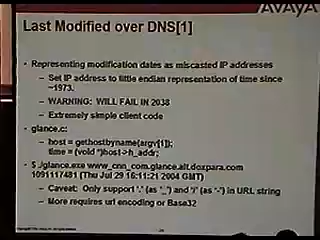 AVAYA
Last Modified over DNS[1]
• Representing modification dates as miscasted IP addresses
– Set IP address to little endian representation of time since
~1973.
– WARNING: WILL FAIL IN 2038
– Extremely simple client code
• glance.c:
– host = gethostbyname(argv[1]);
time = (void *)host->h_addr;
• $ ./glance.exe www_cnn_com.glance.alt.doxpara.com
1091117481 (Thu Jul 29 16:11:21 2004 GMT)
– Caveat: Only support '.' (as '_') and '/' (as '-') in URL string
– More requires url encoding or Base32